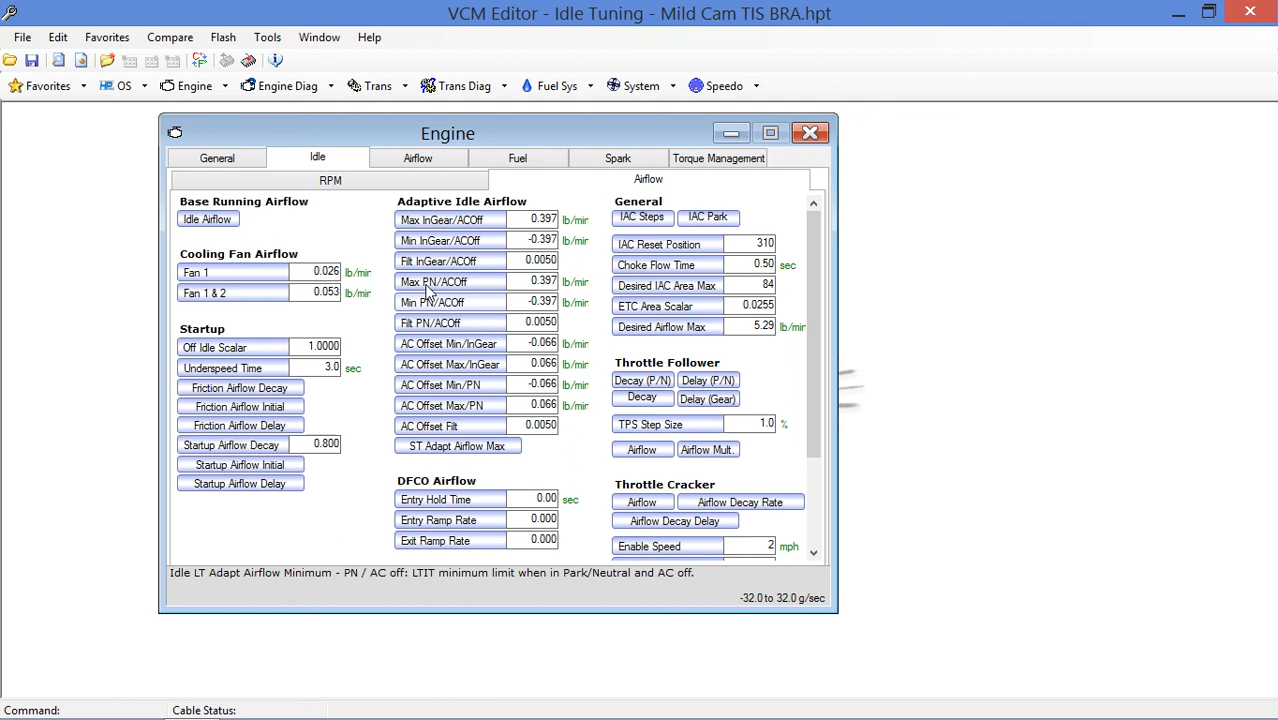 VCM Editor - Idle Tuning - Mild Cam TIS BRA.hpt
File Edit Favorites Compare Flash Tools Window Help
Favorites OS Engine Engine Diag Trans Trans Diag Fuel Sys System Speedo
Engine
General Idle Airflow Fuel Spark Torque Management
RPM Airflow
Base Running Airflow
Idle Airflow
Cooling Fan Airflow
Fan 1 0.026 lb/min
Fan 1 & 2 0.053 lb/min
Startup
Off Idle Scalar 1.0000
Underspeed Time 3.0 sec
Friction Airflow Decay
Friction Airflow Initial
Friction Airflow Delay
Startup Airflow Decay 0.800
Startup Airflow Initial
Startup Airflow Delay
Adaptive Idle Airflow
Max InGear/ACOff 0.397 lb/min
Min InGear/ACOff -0.397 lb/min
Filt InGear/ACOff 0.0050
Max PN/ACOff 0.397 lb/min
Min PN/ACOff -0.397 lb/min
Filt PN/ACOff 0.0050
AC Offset Min/InGear -0.066 lb/min
AC Offset Max/InGear 0.066 lb/min
AC Offset Min/PN -0.066 lb/min
AC Offset Max/PN 0.066 lb/min
AC Offset Filt 0.0050
ST Adapt Airflow Max
DFCO Airflow
Entry Hold Time 0.00 sec
Entry Ramp Rate 0.000
Exit Ramp Rate 0.000
General
IAC Steps IAC Park
IAC Reset Position 310
Choke Flow Time 0.50 sec
Desired IAC Area Max 84
ETC Area Scalar 0.0255
Desired Airflow Max 5.29 lb/min
Throttle Follower
Decay (P/N) Delay (P/N)
Decay Delay (Gear)
TPS Step Size 1.0 %
Airflow Airflow Mult.
Throttle Cracker
Airflow Airflow Decay Rate
Airflow Decay Delay
Enable Speed 2 mph
Idle LT Adapt Airflow Minimum - PN / AC off: LTIT minimum limit when in Park/Neutral and AC off.
-32.0 to 32.0 g/sec
Command: Cable Status: